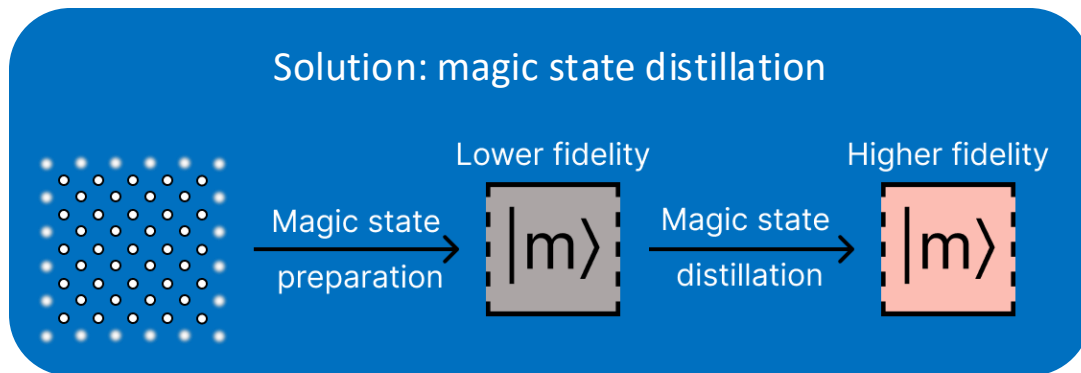 Solution: magic state distillation
Lower fidelity
Higher fidelity
Magic state
preparation
|m⟩
Magic state
distillation
|m⟩